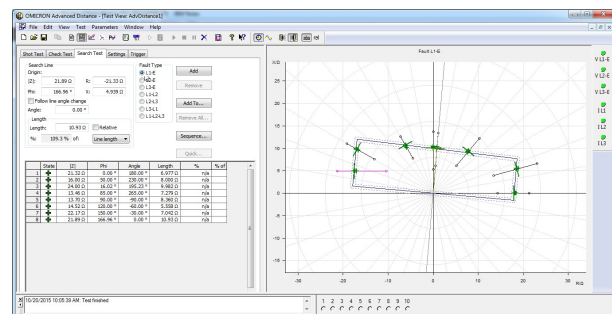 OMICRON Advanced Distance - [Test View: AdvDistance1]
File Edit View Test Parameters Window Help
Shot Test Check Test Search Test Settings Trigger
Search Line
Origin:
|Z|: 21.89 Ω R: -21.33 Ω
Phi: 166.96 ° X: 4.939 Ω
Follow line angle change
Angle: 0.00 °
Length
Length: 10.93 Ω Relative
%: 109.3 % of: Line length
Fault Type
L1-E
L2-E
L3-E
L1-L2
L2-L3
L3-L1
L1-L2-L3
Add
Remove
Add To...
Remove All...
Sequence...
Quick...
State |Z| Phi Angle Length % % of
1 21.32 Ω 0.00 ° 180.00 ° 6.977 Ω n/a
2 16.00 Ω 50.00 ° 230.00 ° 8.000 Ω n/a
3 24.00 Ω 16.02 ° 195.23 ° 9.982 Ω n/a
4 13.46 Ω 85.00 ° 265.00 ° 7.279 Ω n/a
5 13.70 Ω 90.00 ° -90.00 ° 8.360 Ω n/a
6 14.52 Ω 120.00 ° -60.00 ° 5.558 Ω n/a
7 22.17 Ω 150.00 ° -30.00 ° 7.042 Ω n/a
8 21.89 Ω 166.96 ° 0.00 ° 10.93 Ω n/a
Fault L1-E
X/Ω
25
20
15
10
5
0
-5
-10
-15
-30 -20 -10 0 10 20 30 R/Ω
V L1-E
V L2-E
V L3-E
I L1
I L2
I L3
10/20/2015 10:05:39 AM: Test finished
1 2 3 4 5 6 7 8 9 10